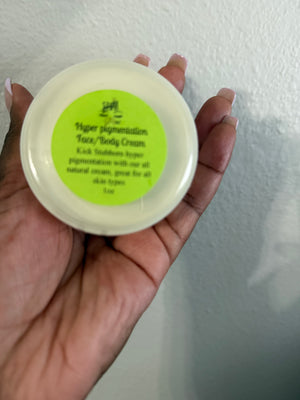 Hyper pigmentation
Face/Body Cream
Kick Stubborn hyper
pigmentation with our all
natural cream, great for all
skin types.
1oz